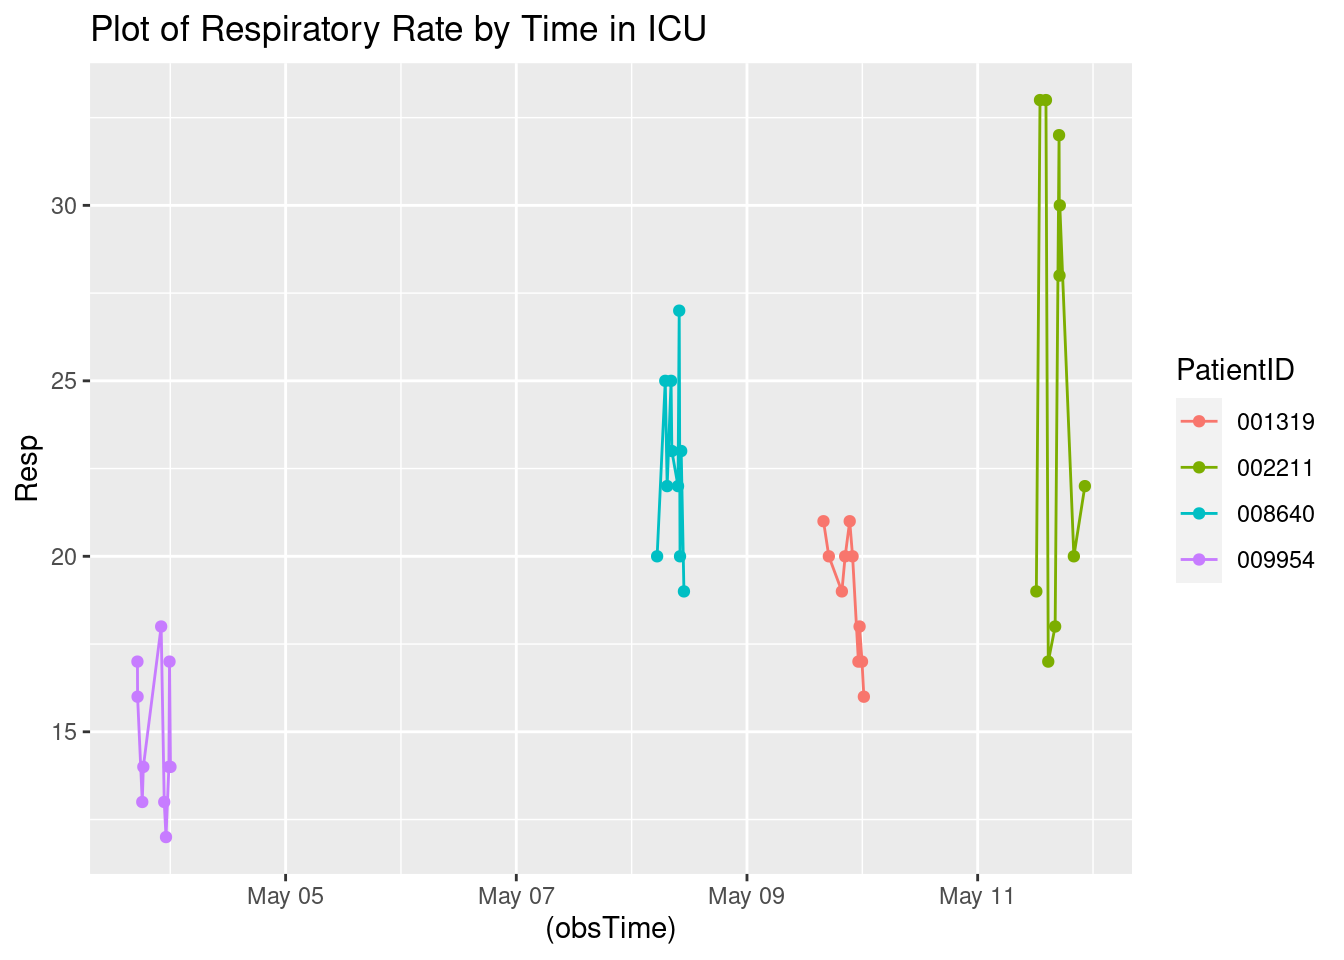 Plot of Respiratory Rate by Time in ICU
30
25
20
15
Resp
May 05
May 07
May 09
May 11
(obsTime)
PatientID
001319
002211
008640
009954